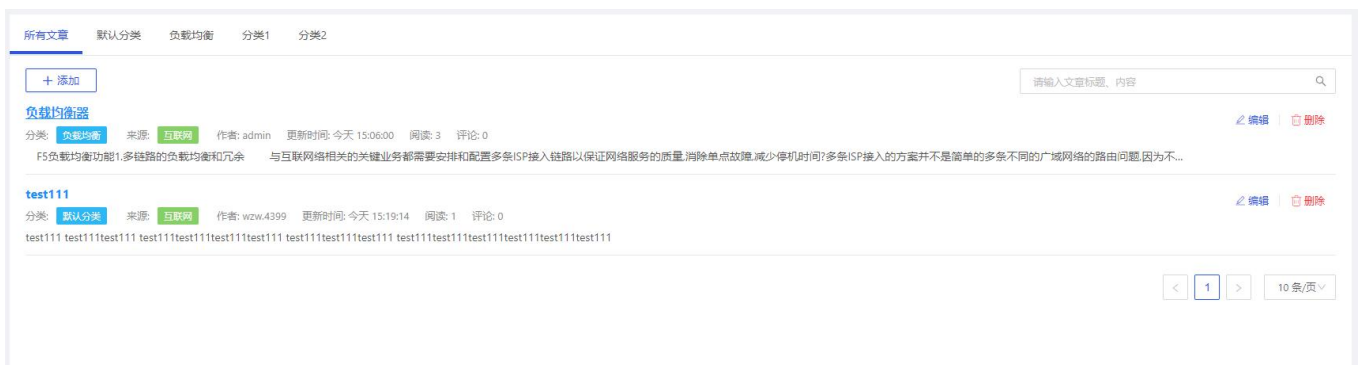 所有文章 默认分类 负载均衡 分类1 分类2
+ 添加 请输入文章标题、内容
负载均衡器 编辑 删除
分类: 负载均衡 来源: 互联网 作者: admin 更新时间: 今天 15:06:00 阅读: 3 评论: 0
F5负载均衡功能1.多链路的负载均衡和冗余 与互联网络相关的关键业务都需要安排和配置多条ISP接入链路以保证网络服务的质量,消除单点故障,减少停机时间?多条ISP接入的方案并不是简单的多条不同的广域网络的路由问题,因为不...
test111 编辑 删除
分类: 默认分类 来源: 互联网 作者: wzw.4399 更新时间: 今天 15:19:14 阅读: 1 评论: 0
test111 test111test111 test111test111test111test111 test111test111test111 test111test111test111test111test111test111
< 1 > 10 条/页